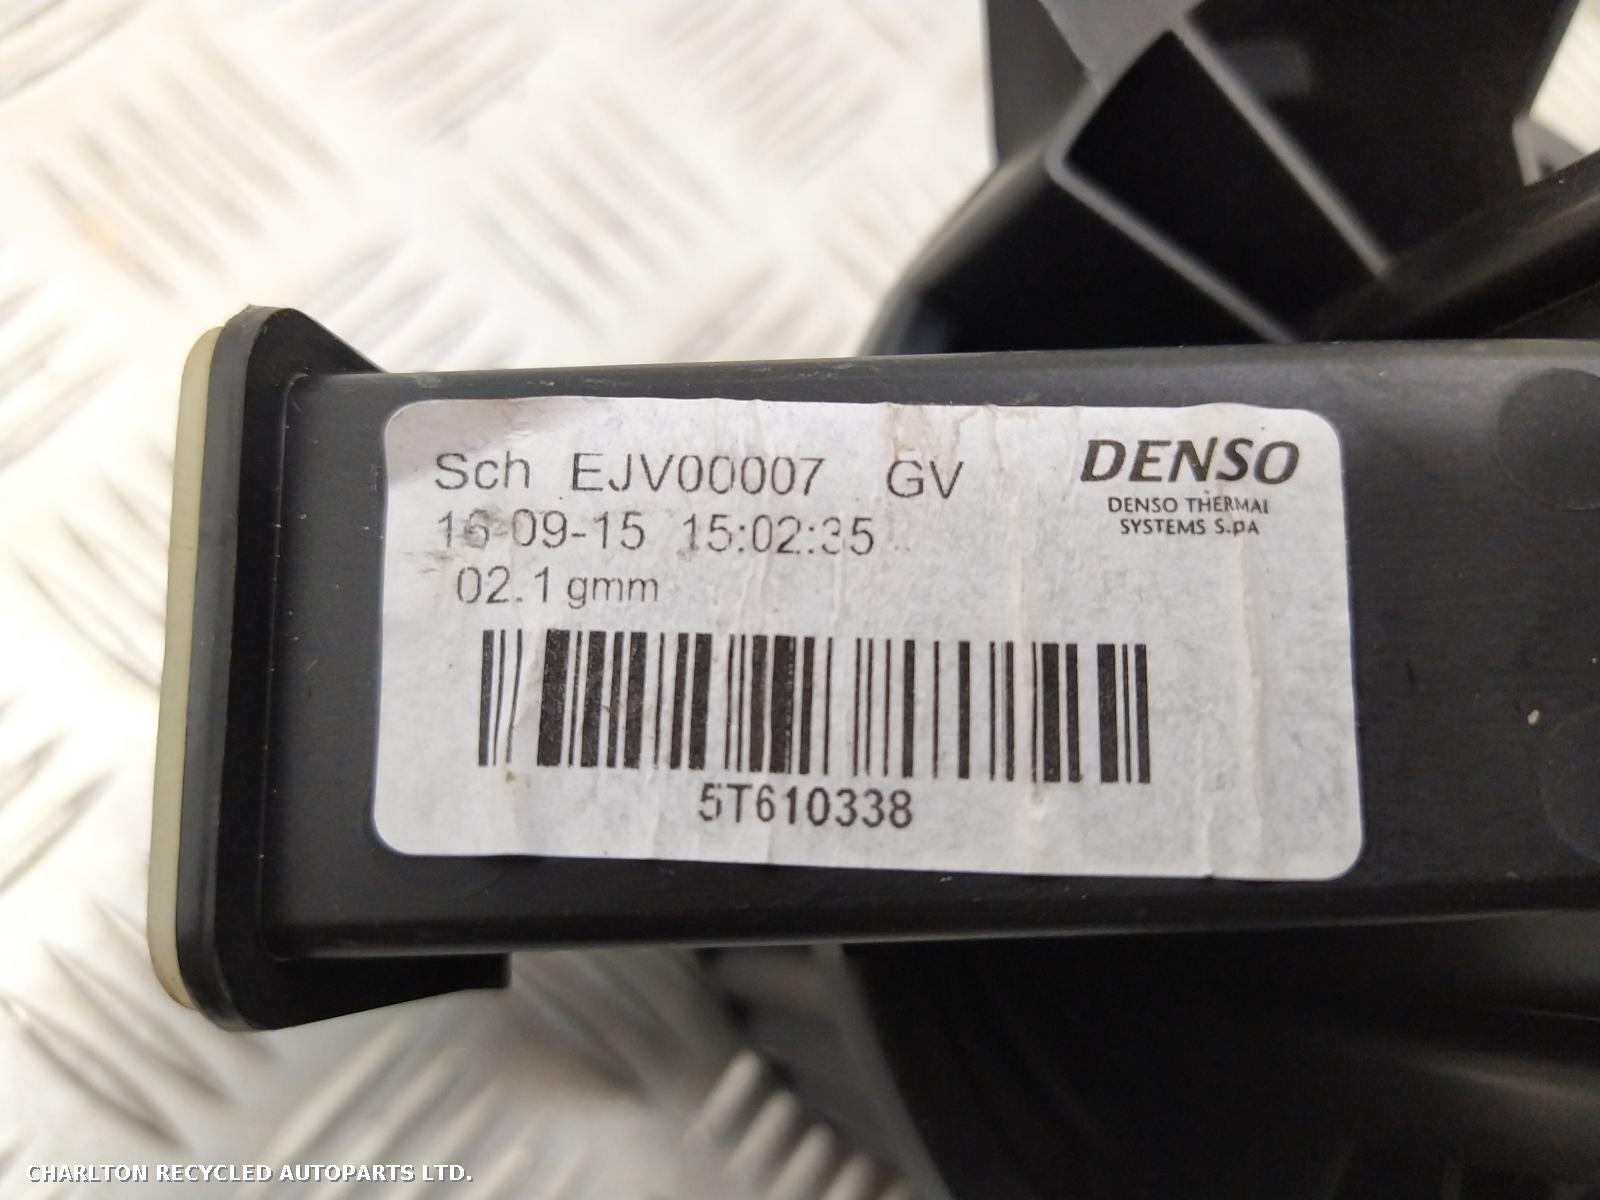 Sch EJV00007 GV
16-09-15 15:02:35
02.1 gmm
DENSO
DENSO THERMAL
SYSTEMS S.pA
5T610338
CHARLTON RECYCLED AUTOPARTS LTD.